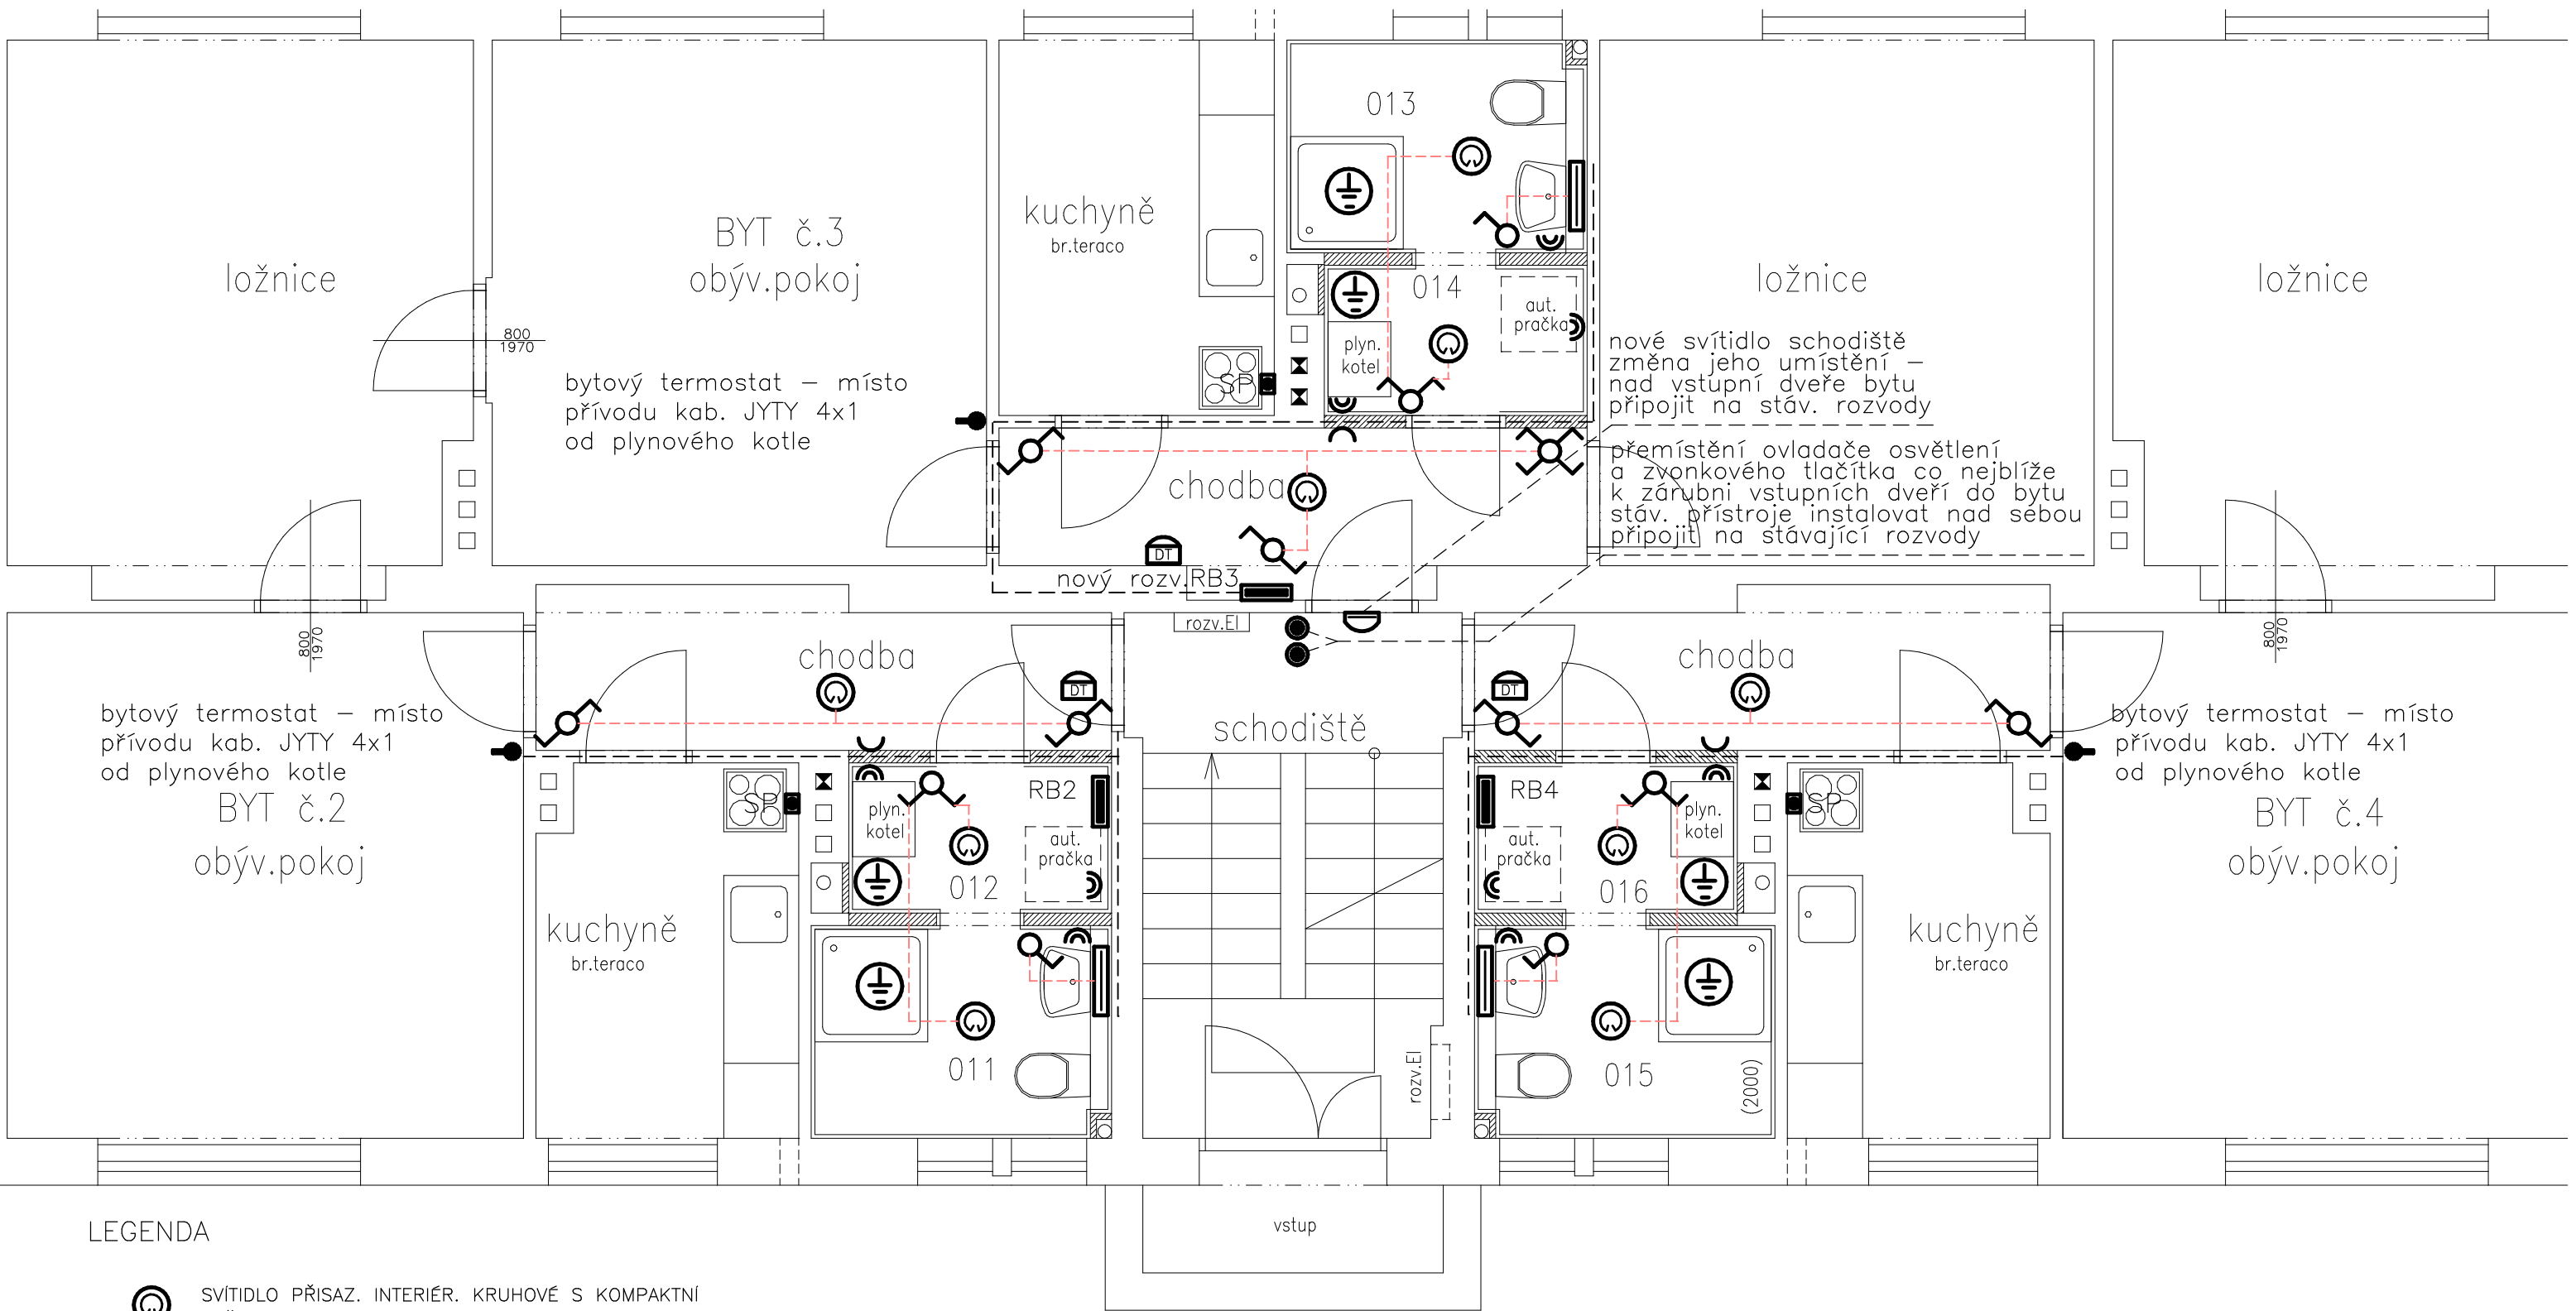 013
kuchyně
br.teraco
BYT č.3
obýv.pokoj
ložnice
ložnice
ložnice
014
aut.
pračka
plyn.
kotel
SP
800
1970
bytový termostat – místo
přívodu kab. JYTY 4x1
od plynového kotle
nové svítidlo schodiště
změna jeho umístění –
nad vstupní dveře bytu
připojit na stáv. rozvody
přemístění ovladače osvětlení
a zvonkového tlačítka co nejblíže
k zárubni vstupních dveří do bytu
stáv. přístroje instalovat nad sebou
připojit na stávající rozvody
chodba
DT
nový rozv.RB3
rozv.El
800
1970
chodba
DT
schodiště
DT
chodba
800
1970
bytový termostat – místo
přívodu kab. JYTY 4x1
od plynového kotle
BYT č.2
obýv.pokoj
SP
plyn.
kotel
RB2
aut.
pračka
012
kuchyně
br.teraco
011
RB4
aut.
pračka
016
plyn.
kotel
SP
bytový termostat – místo
přívodu kab. JYTY 4x1
od plynového kotle
BYT č.4
obýv.pokoj
kuchyně
br.teraco
015
(2000)
rozv.El
vstup
LEGENDA
SVÍTIDLO PŘISAZ. INTERIÉR. KRUHOVÉ S KOMPAKTNÍ